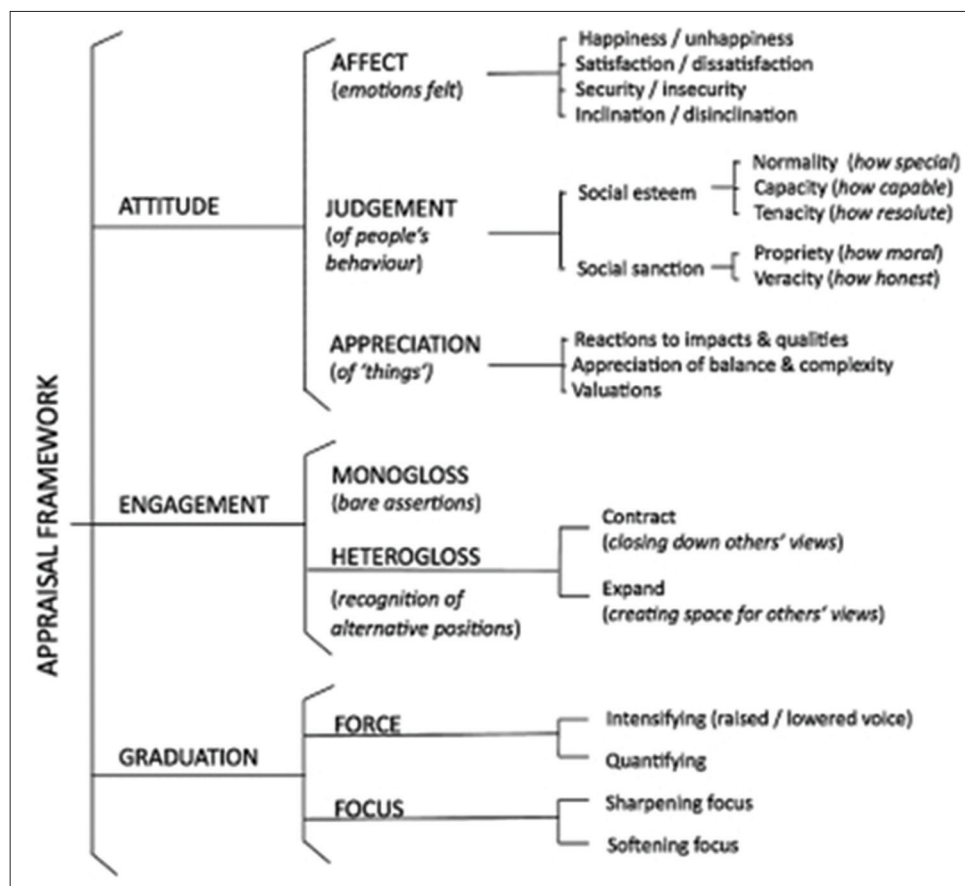 APPRAISAL FRAMEWORK
ATTITUDE
AFFECT
(emotions felt)
Happiness / unhappiness
Satisfaction / dissatisfaction
Security / insecurity
Inclination / disinclination
JUDGEMENT
(of people's
behaviour)
Social esteem
Normality (how special)
Capacity (how capable)
Tenacity (how resolute)
Social sanction
Propriety (how moral)
Veracity (how honest)
APPRECIATION
(of 'things')
Reactions to impacts & qualities
Appreciation of balance & complexity
Valuations
ENGAGEMENT
MONOGLOSS
(bare assertions)
HETEROGLOSS
(recognition of
alternative positions)
Contract
(closing down others' views)
Expand
(creating space for others' views)
GRADUATION
FORCE
Intensifying (raised / lowered voice)
Quantifying
FOCUS
Sharpening focus
Softening focus